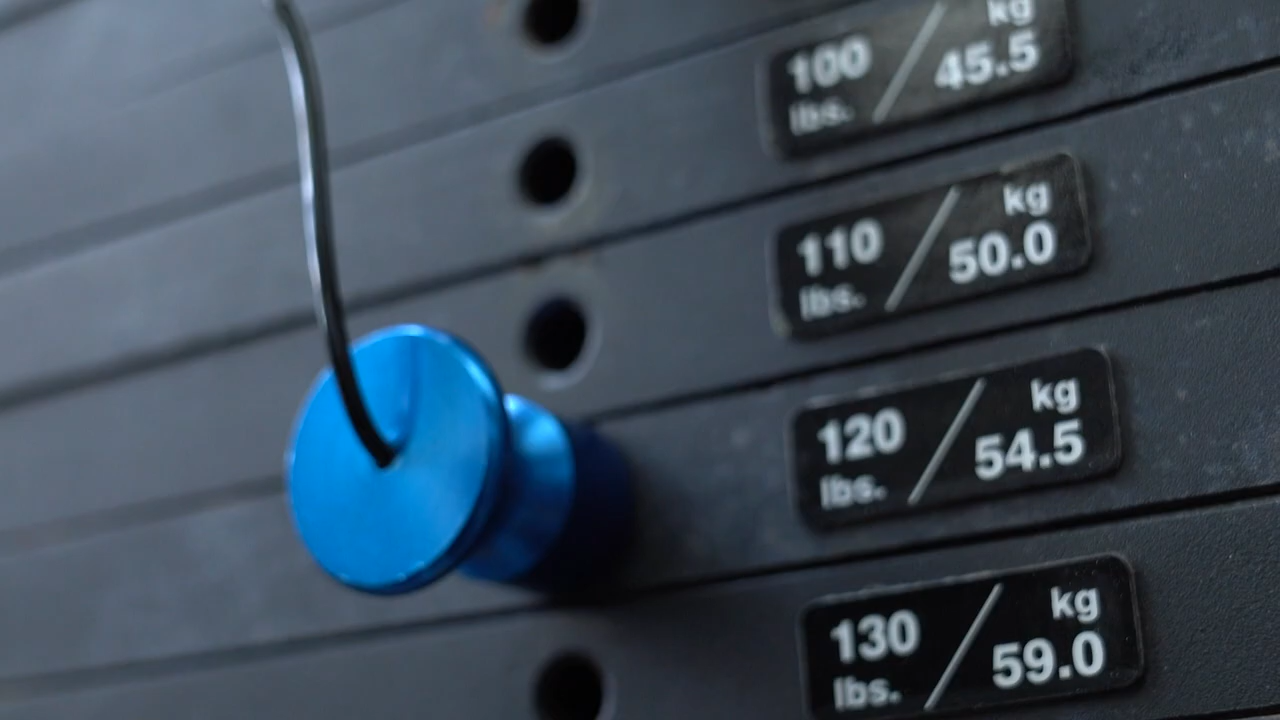 kg
100 / 45.5
lbs.
kg
110 / 50.0
lbs.
kg
120 / 54.5
lbs.
kg
130 / 59.0
lbs.